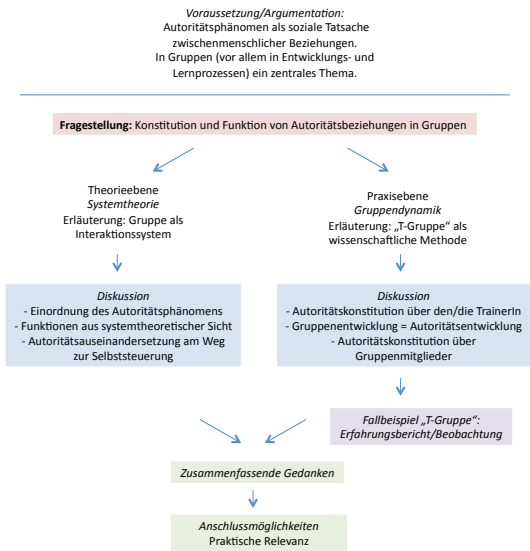 Voraussetzung/Argumentation:
Autoritätsphänomen als soziale Tatsache
zwischenmenschlicher Beziehungen.
In Gruppen (vor allem in Entwicklungs- und
Lernprozessen) ein zentrales Thema.
Fragestellung: Konstitution und Funktion von Autoritätsbeziehungen in Gruppen
Theorieebene
Systemtheorie
Erläuterung: Gruppe als
Interaktionssystem
Praxisebene
Gruppendynamik
Erläuterung: „T-Gruppe“ als
wissenschaftliche Methode
Diskussion
- Einordnung des Autoritätsphänomens
- Funktionen aus systemtheoretischer Sicht
- Autoritätsauseinandersetzung am Weg
zur Selbststeuerung
Diskussion
- Autoritätskonstitution über den/die TrainerIn
- Gruppenentwicklung = Autoritätsentwicklung
- Autoritätskonstitution über
Gruppenmitglieder
Fallbeispiel „T-Gruppe“:
Erfahrungsbericht/Beobachtung
Zusammenfassende Gedanken
Anschlussmöglichkeiten
Praktische Relevanz